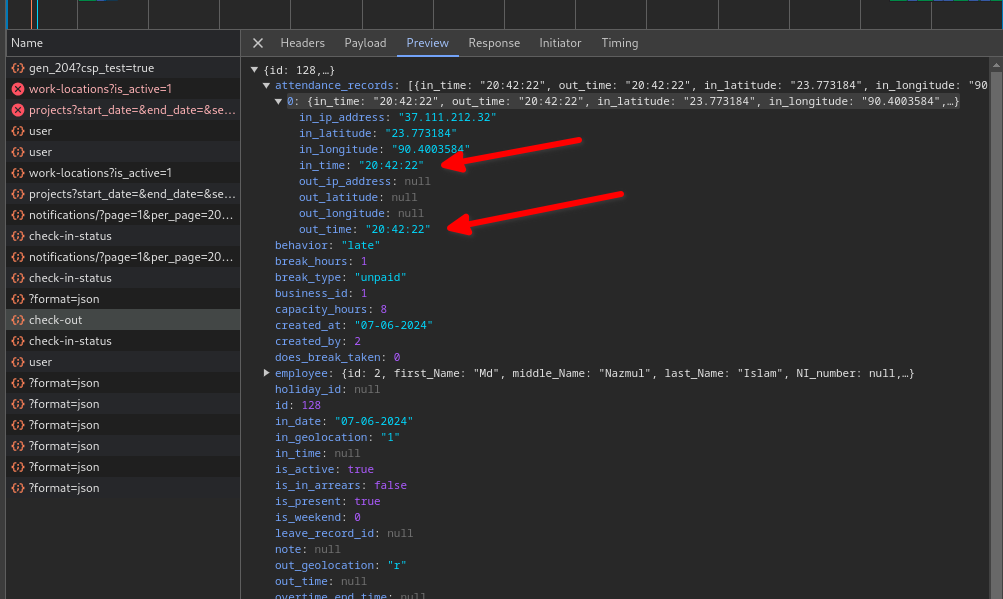 Name
Headers Payload Preview Response Initiator Timing
gen_204?csp_test=true
work-locations?is_active=1
projects?start_date=&end_date=&se...
user
user
work-locations?is_active=1
projects?start_date=&end_date=&se...
notifications/?page=1&per_page=20...
check-in-status
notifications/?page=1&per_page=20...
check-in-status
?format=json
check-out
check-in-status
user
?format=json
?format=json
?format=json
?format=json
?format=json
?format=json
{id: 128,…}
attendance_records: [{in_time: "20:42:22", out_time: "20:42:22", in_latitude: "23.773184", in_longitude: "90
0: {in_time: "20:42:22", out_time: "20:42:22", in_latitude: "23.773184", in_longitude: "90.4003584",…}
in_ip_address: "37.111.212.32"
in_latitude: "23.773184"
in_longitude: "90.4003584"
in_time: "20:42:22"
out_ip_address: null
out_latitude: null
out_longitude: null
out_time: "20:42:22"
behavior: "late"
break_hours: 1
break_type: "unpaid"
business_id: 1
capacity_hours: 8
created_at: "07-06-2024"
created_by: 2
does_break_taken: 0
employee: {id: 2, first_Name: "Md", middle_Name: "Nazmul", last_Name: "Islam", NI_number: null,…}
holiday_id: null
id: 128
in_date: "07-06-2024"
in_geolocation: "1"
in_time: null
is_active: true
is_in_arrears: false
is_present: true
is_weekend: 0
leave_record_id: null
note: null
out_geolocation: "r"
out_time: null
overtime_end_time: null